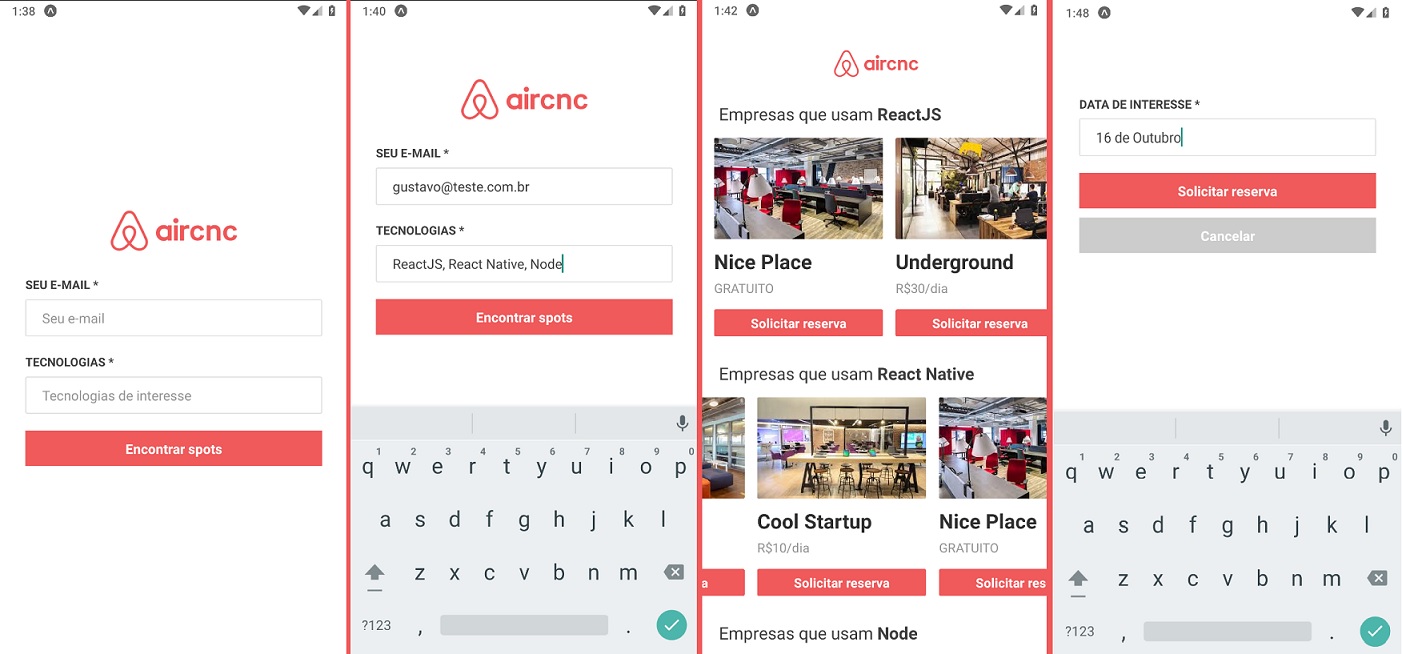 1:38
aircnc
SEU E-MAIL *
Seu e-mail
TECNOLOGIAS *
Tecnologias de interesse
Encontrar spots
1:40
aircnc
SEU E-MAIL *
gustavo@teste.com.br
TECNOLOGIAS *
ReactJS, React Native, Node
Encontrar spots
1 2 3 4 5 6 7 8 9 0
q w e r t y u i o p
a s d f g h j k l
z x c v b n m
?123 , .
1:42
aircnc
Empresas que usam ReactJS
Nice Place Underground
GRATUITO R$30/dia
Solicitar reserva Solicitar reserva
Empresas que usam React Native
Cool Startup Nice Place
R$10/dia GRATUITO
a Solicitar reserva Solicitar res
Empresas que usam Node
1:48
DATA DE INTERESSE *
16 de Outubro
Solicitar reserva
Cancelar
1 2 3 4 5 6 7 8 9 0
q w e r t y u i o p
a s d f g h j k l
z x c v b n m
?123 , .